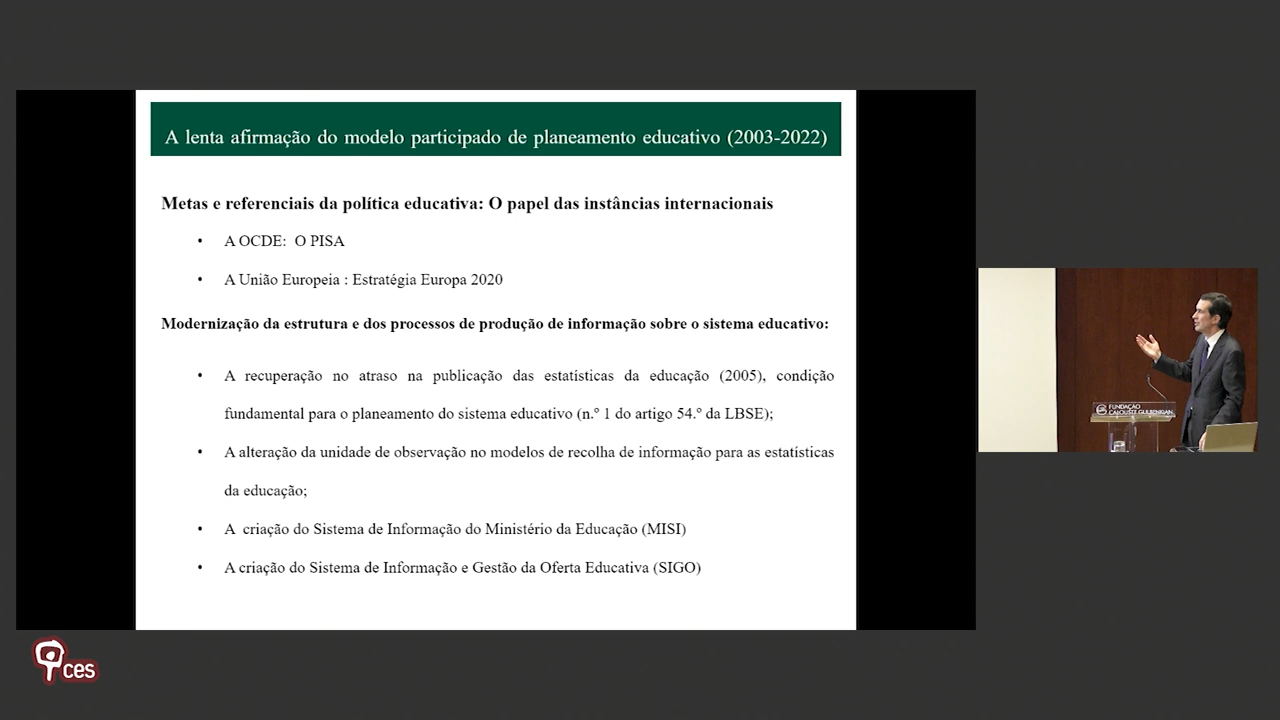 A lenta afirmação do modelo participado de planeamento educativo (2003-2022)
Metas e referenciais da política educativa: O papel das instâncias internacionais
• A OCDE: O PISA
• A União Europeia : Estratégia Europa 2020
Modernização da estrutura e dos processos de produção de informação sobre o sistema educativo:
• A recuperação no atraso na publicação das estatísticas da educação (2005), condição
fundamental para o planeamento do sistema educativo (n.º 1 do artigo 54.º da LBSE);
• A alteração da unidade de observação no modelos de recolha de informação para as estatísticas
da educação;
• A criação do Sistema de Informação do Ministério da Educação (MISI)
• A criação do Sistema de Informação e Gestão da Oferta Educativa (SIGO)
FUNDAÇÃO
CALOUSTE GULBENKIAN
ces